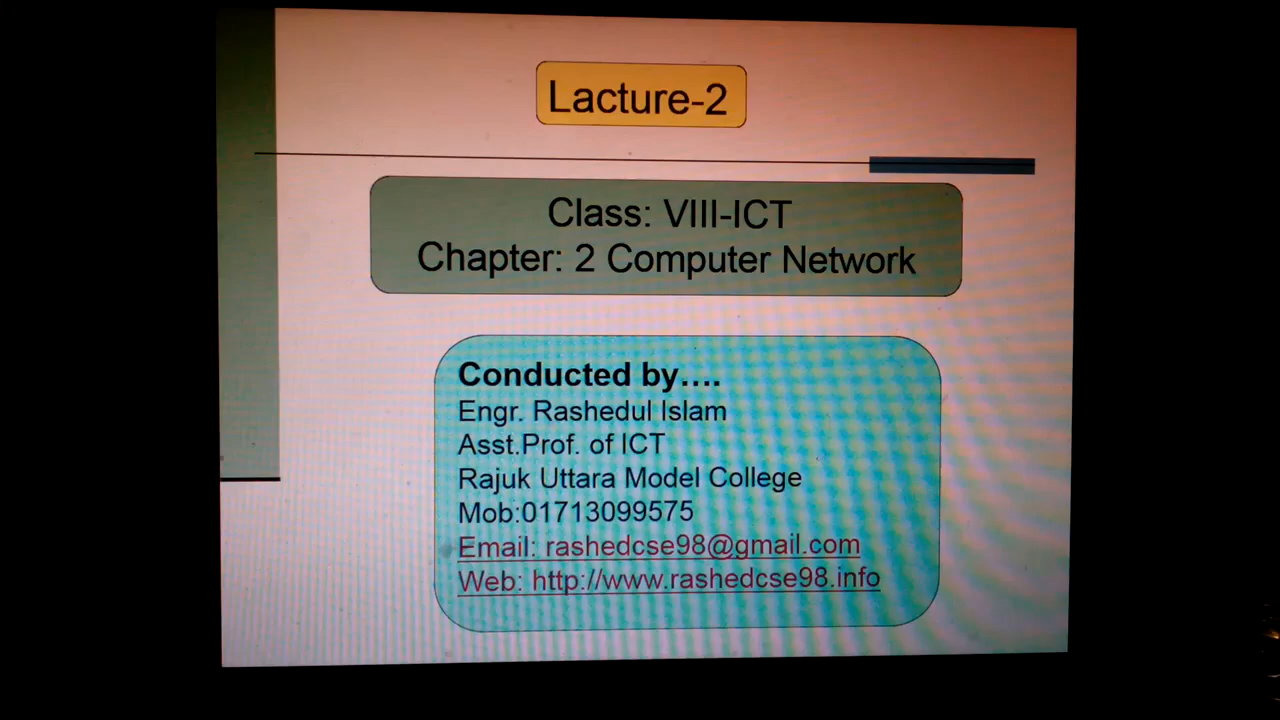 Lacture-2
Class: VIII-ICT
Chapter: 2 Computer Network
Conducted by....
Engr. Rashedul Islam
Asst.Prof. of ICT
Rajuk Uttara Model College
Mob:01713099575
Email: rashedcse98@gmail.com
Web: http://www.rashedcse98.info